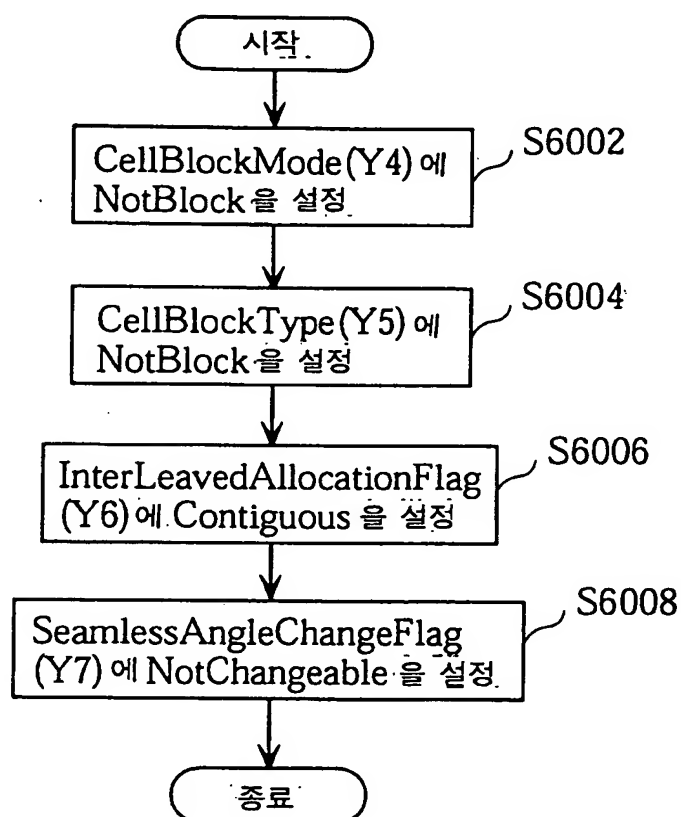 시작
CellBlockMode(Y4)에
NotBlock을 설정
S6002
CellBlockType(Y5)에
NotBlock을 설정
S6004
InterLeavedAllocationFlag
(Y6)에 Contiguous을 설정
S6006
SeamlessAngleChangeFlag
(Y7)에 NotChangeable을 설정
S6008
종료